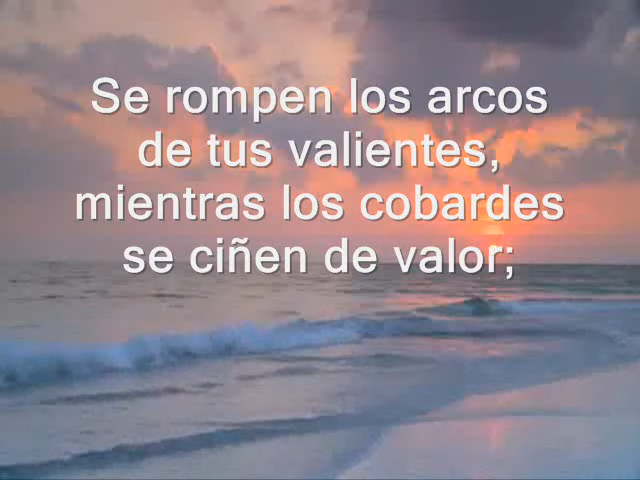 Se rompen los arcos
de tus valientes,
mientras los cobardes
se ciñen de valor;